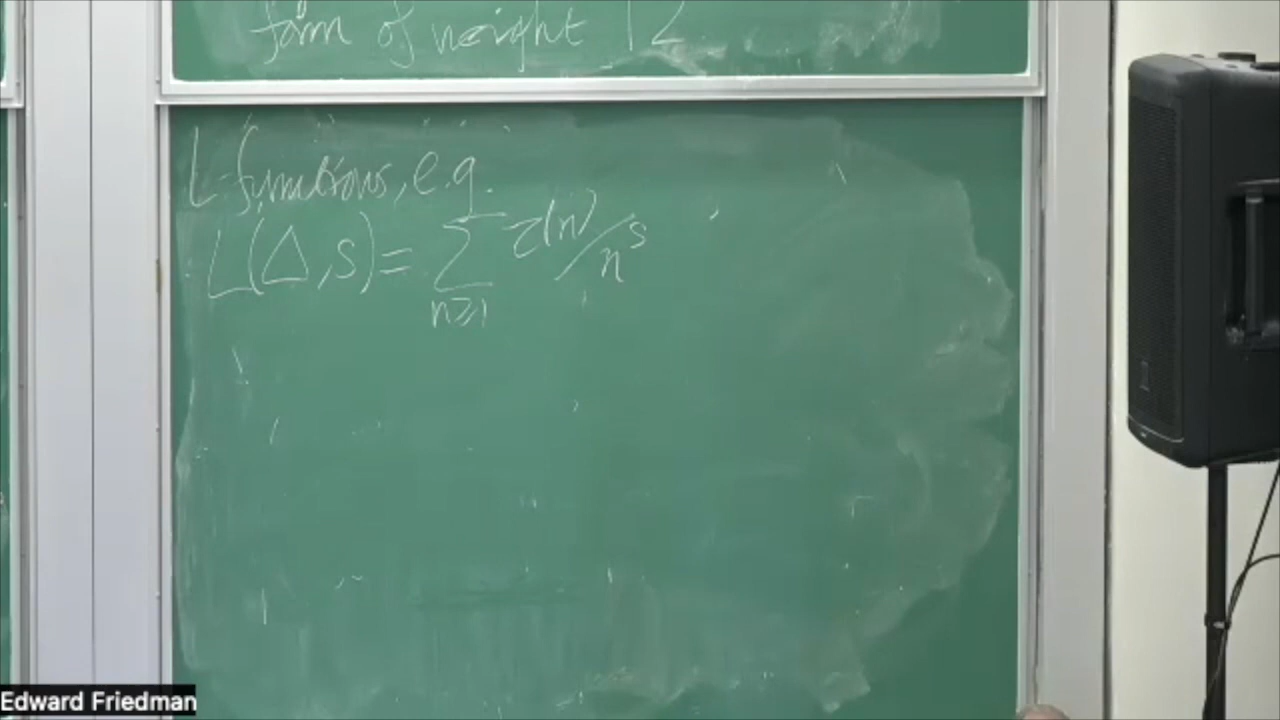 form of weight 12
L-functions, e.g.
L(Δ,s) = ∑ τ(n)/n^s
n⩾1
Edward Friedman